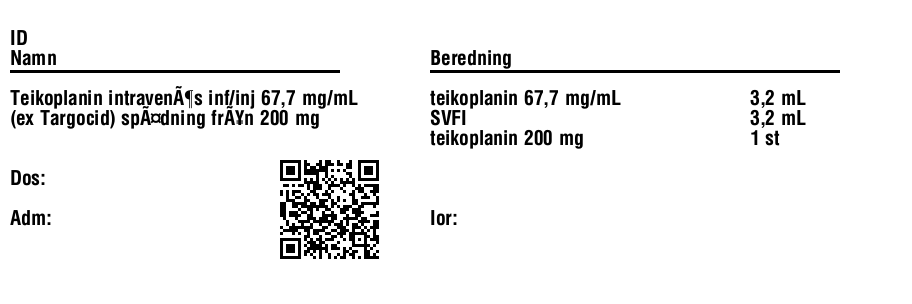 ID
Namn
Teikoplanin intravenÃ¶s inf/inj 67,7 mg/mL
(ex Targocid) spÃ¤dning frÃ¥n 200 mg
Dos:
Adm:
Beredning
teikoplanin 67,7 mg/mL 3,2 mL
SVFI 3,2 mL
teikoplanin 200 mg 1 st
Ior: